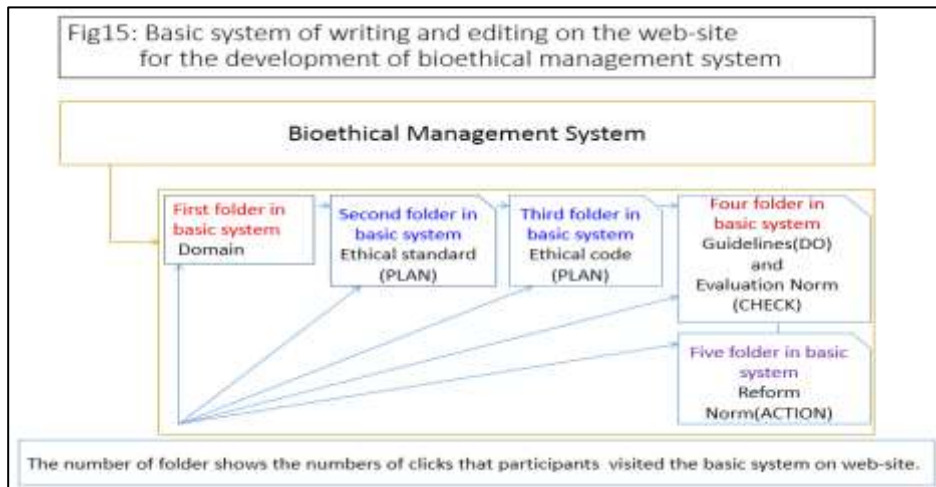 Fig15: Basic system of writing and editing on the web-site
for the development of bioethical management system
Bioethical Management System
First folder in
basic system
Domain
Second folder in
basic system
Ethical standard
(PLAN)
Third folder in
basic system
Ethical code
(PLAN)
Four folder in
basic system
Guidelines(DO)
and
Evaluation Norm
(CHECK)
Five folder in basic
system
Reform
Norm(ACTION)
The number of folder shows the numbers of clicks that participants visited the basic system on web-site.